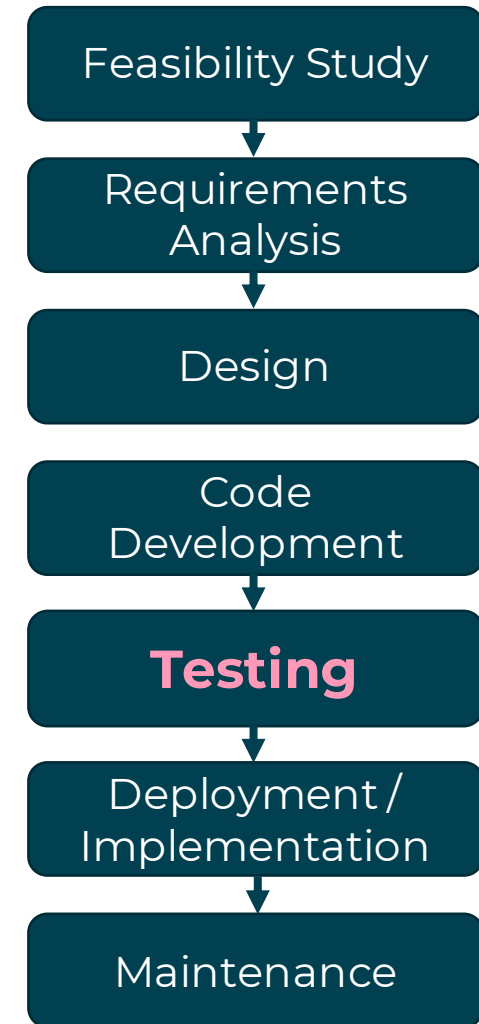 Feasibility Study
Requirements
Analysis
Design
Code
Development
Testing
Deployment /
Implementation
Maintenance